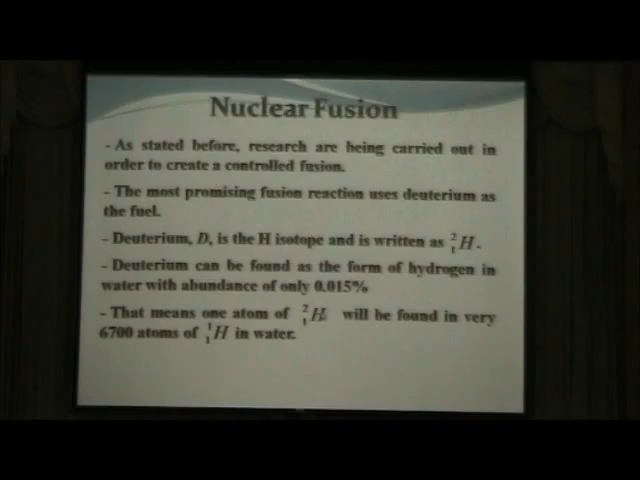 Nuclear Fusion
- As stated before, research are being carried out in
order to create a controlled fusion.
- The most promising fusion reaction uses deuterium as
the fuel.
- Deuterium, D, is the H isotope and is written as ²₁H.
- Deuterium can be found as the form of hydrogen in
water with abundance of only 0.015%
- That means one atom of ²₁H will be found in very
6700 atoms of ¹₁H in water.